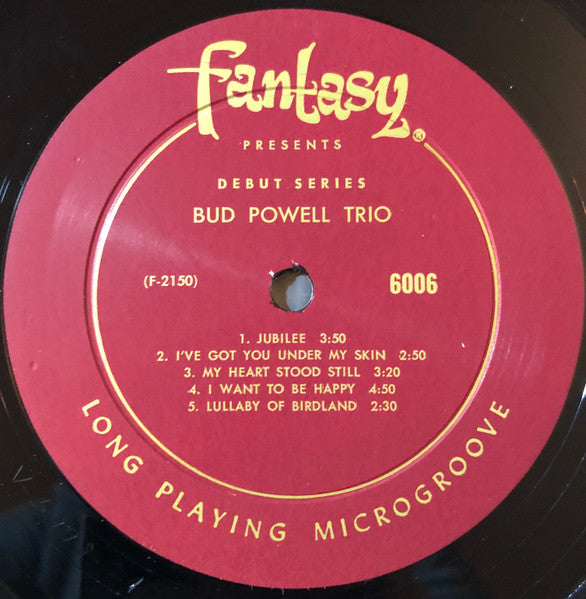 fantasy®
PRESENTS
DEBUT SERIES
BUD POWELL TRIO
(F-2150)
6006
1. JUBILEE 3:50
2. I'VE GOT YOU UNDER MY SKIN 2:50
3. MY HEART STOOD STILL 3:20
4. I WANT TO BE HAPPY 4:50
5. LULLABY OF BIRDLAND 2:30
LONG PLAYING MICROGROOVE